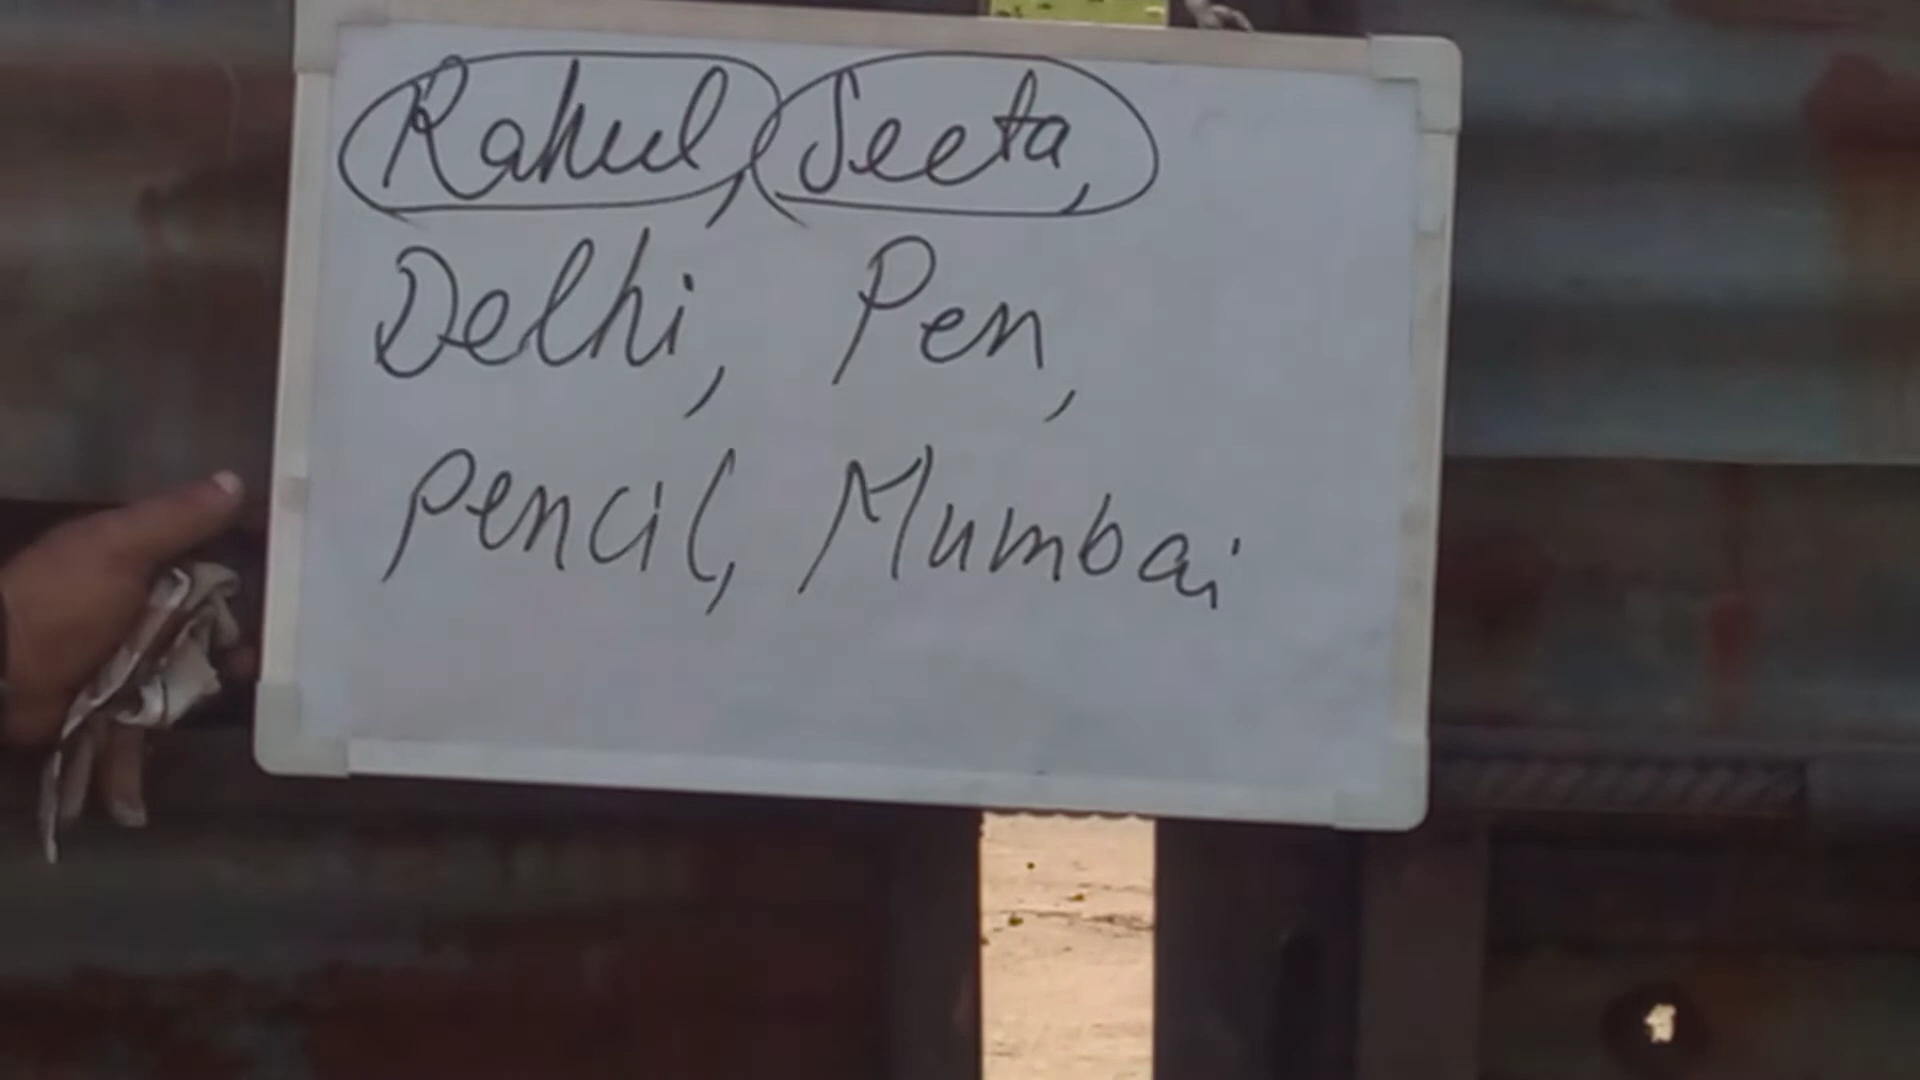 Rahul, Seeta,
Delhi, Pen,
Pencil, Mumbai